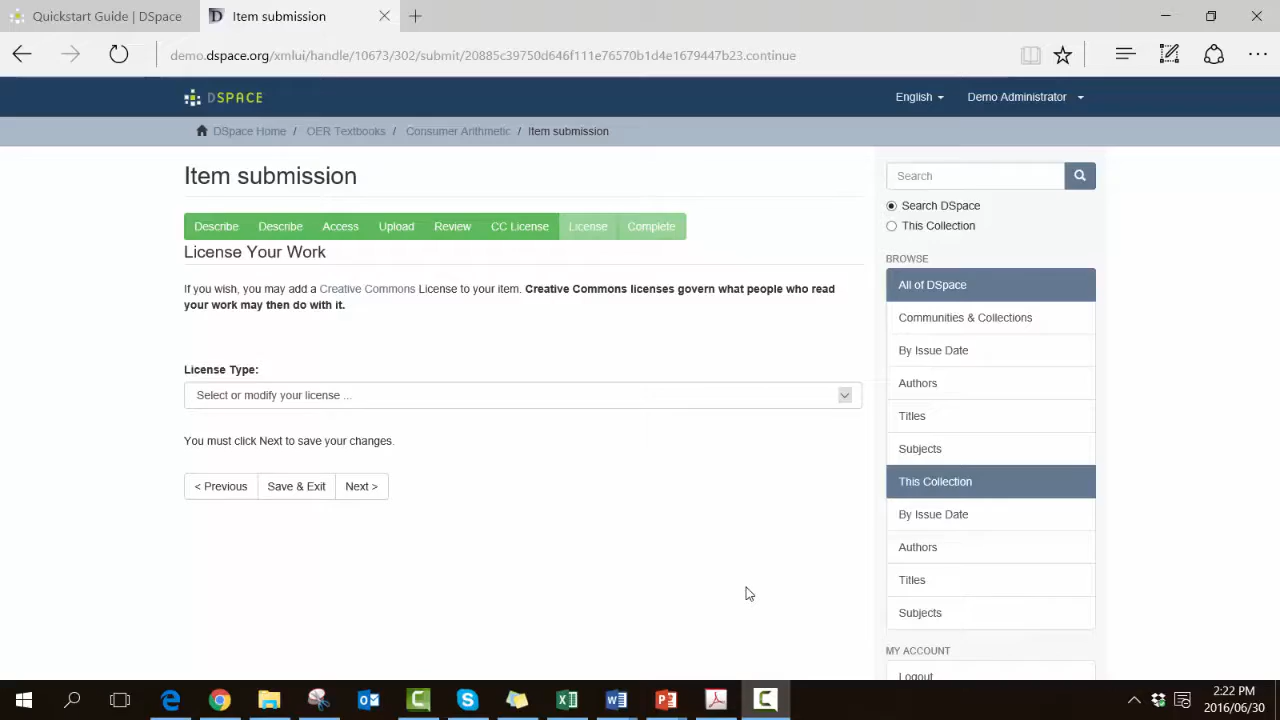 Quickstart Guide | DSpace
Item submission
demo.dspace.org/xmlui/handle/10673/302/submit/20885c39750d646f111e76570b1d4e1679447b23.continue
DSPACE
English
Demo Administrator
DSpace Home / OER Textbooks / Consumer Arithmetic / Item submission
Item submission
Describe Describe Access Upload Review CC License License Complete
License Your Work
If you wish, you may add a Creative Commons License to your item. Creative Commons licenses govern what people who read
your work may then do with it.
License Type:
Select or modify your license ...
You must click Next to save your changes.
< Previous
Save & Exit
Next >
Search
Search DSpace
This Collection
BROWSE
All of DSpace
Communities & Collections
By Issue Date
Authors
Titles
Subjects
This Collection
By Issue Date
Authors
Titles
Subjects
MY ACCOUNT
Logout
2:22 PM
2016/06/30